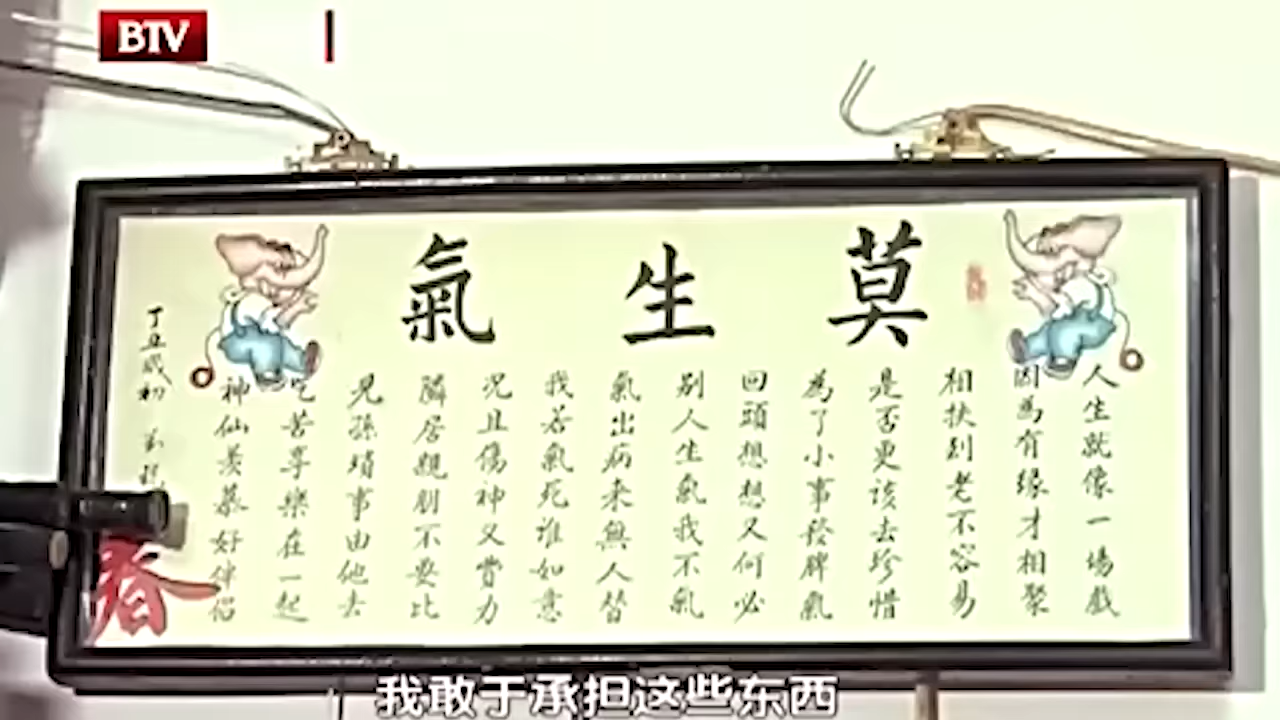 BTV
莫生氣
人生就像一場戲
因為有緣才相聚
相扶到老不容易
是否更該去珍惜
為了小事發脾氣
回頭想想又何必
別人生氣我不氣
氣出病來無人替
我若氣死谁如意
況且傷神又費力
鄰居親朋不要比
兒孫瑣事由他去
吃苦享樂在一起
神仙羡慕好伴侶
丁丑歲初
春
我敢于承担这些东西